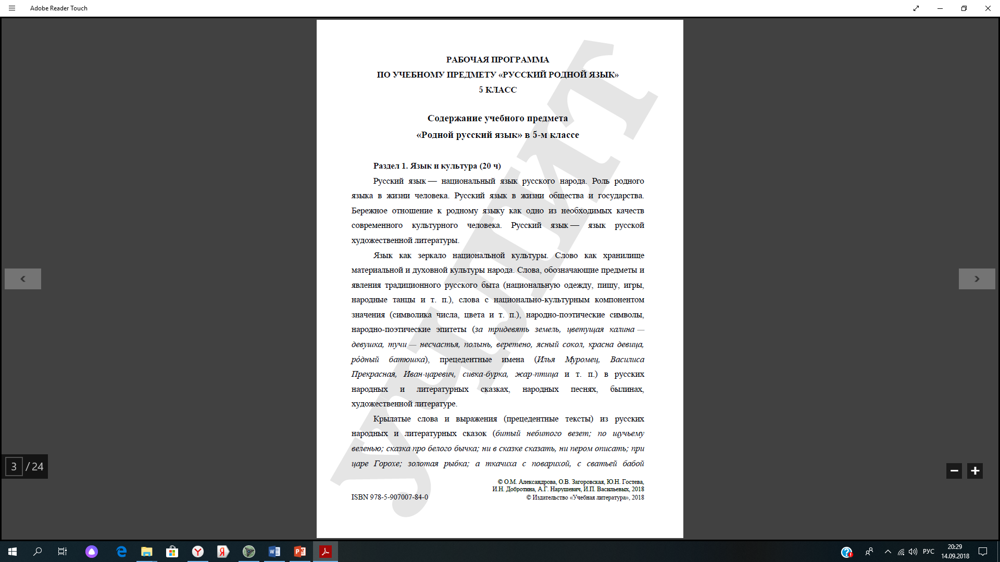 Adobe Reader Touch
РАБОЧАЯ ПРОГРАММА
ПО УЧЕБНОМУ ПРЕДМЕТУ «РУССКИЙ РОДНОЙ ЯЗЫК»
5 КЛАСС
Содержание учебного предмета
«Родной русский язык» в 5-м классе
Раздел 1. Язык и культура (20 ч)
Русский язык — национальный язык русского народа. Роль родного
языка в жизни человека. Русский язык в жизни общества и государства.
Бережное отношение к родному языку как одно из необходимых качеств
современного культурного человека. Русский язык — язык русской
художественной литературы.
Язык как зеркало национальной культуры. Слово как хранилище
материальной и духовной культуры народа. Слова, обозначающие предметы и
явления традиционного русского быта (национальную одежду, пищу, игры,
народные танцы и т. п.), слова с национально-культурным компонентом
значения (символика числа, цвета и т. п.), народно-поэтические символы,
народно-поэтические эпитеты (за тридевять земель, цветущая калина —
девушка, тучи — несчастья, полынь, веретено, ясный сокол, красна девица,
рóдный батюшка), прецедентные имена (Илья Муромец, Василиса
Прекрасная, Иван-царевич, сивка-бурка, жар-птица и т. п.) в русских
народных и литературных сказках, народных песнях, былинах,
художественной литературе.
Крылатые слова и выражения (прецедентные тексты) из русских
народных и литературных сказок (битый небитого везет; по щучьему
веленью; сказка про белого бычка; ни в сказке сказать, ни пером описать; при
царе Горохе; золотая рыбка; а ткачиха с поварихой, с сватьей бабой
© О.М. Александрова, О.В. Загоровская, Ю.Н. Гостева,
И.Н. Добротина, А.Г. Нарушевич, И.П. Васильевых, 2018
ISBN 978-5-907007-84-0
© Издательство «Учебная литература», 2018
УЧЛИТ
3 / 24
РУС
20:29
14.09.2018